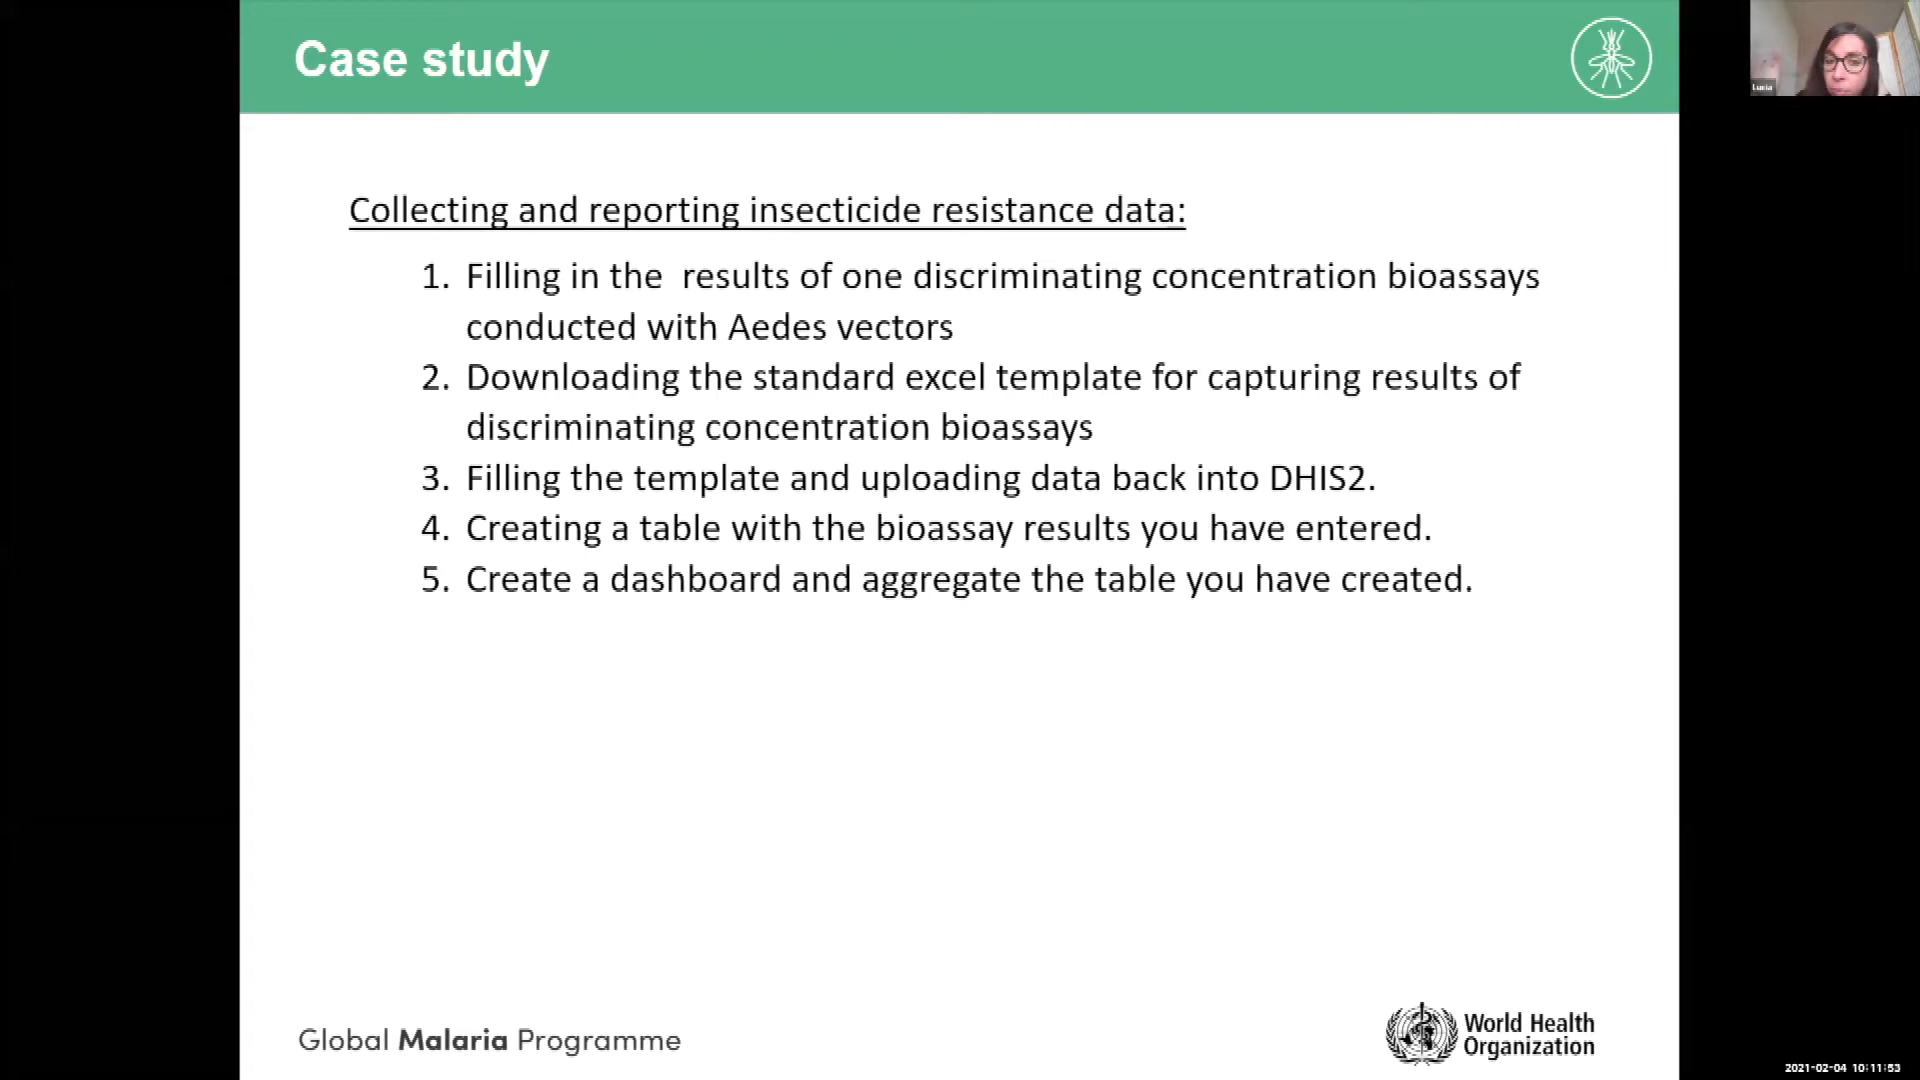 Case study
Lucia
Collecting and reporting insecticide resistance data:
1. Filling in the  results of one discriminating concentration bioassays
conducted with Aedes vectors
2. Downloading the standard excel template for capturing results of
discriminating concentration bioassays
3. Filling the template and uploading data back into DHIS2.
4. Creating a table with the bioassay results you have entered.
5. Create a dashboard and aggregate the table you have created.
Global Malaria Programme
World Health
Organization
2021-02-04 10:11:53